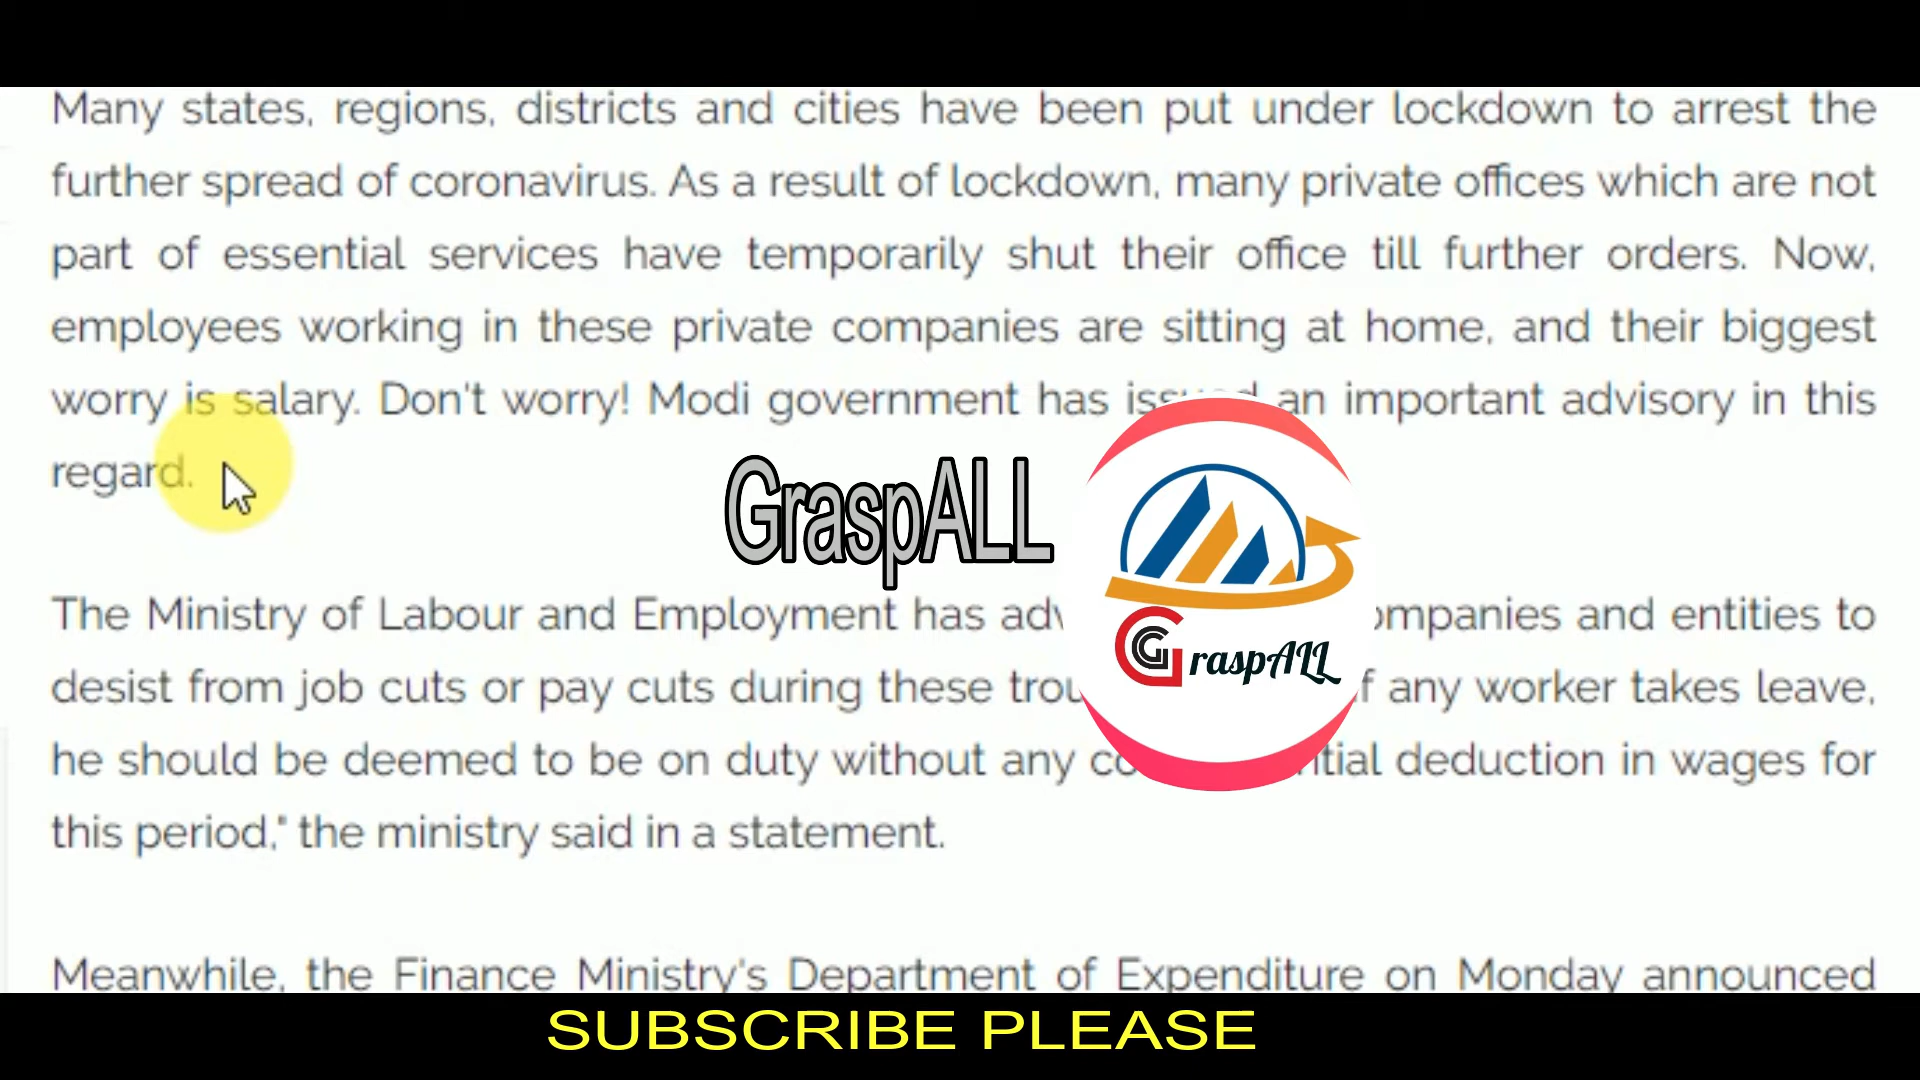 Many states, regions, districts and cities have been put under lockdown to arrest the
further spread of coronavirus. As a result of lockdown, many private offices which are not
part of essential services have temporarily shut their office till further orders. Now,
employees working in these private companies are sitting at home, and their biggest
worry is salary. Don't worry! Modi government has issued an important advisory in this
regard.
GraspALL
GraspALL
The Ministry of Labour and Employment has companies and entities to
desist from job cuts or pay cuts during these any worker takes leave,
he should be deemed to be on duty without any deduction in wages for
this period," the ministry said in a statement.
Meanwhile, the Finance Ministry's Department of Expenditure on Monday announced
SUBSCRIBE PLEASE